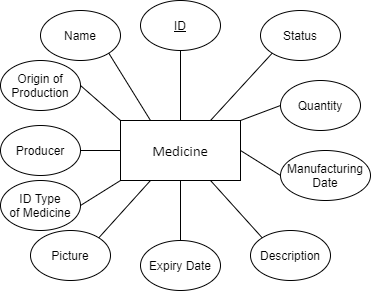 ID
Name
Status
Origin of
Production
Quantity
Producer
Medicine
Manufacturing
Date
ID Type
of Medicine
Picture
Expiry Date
Description